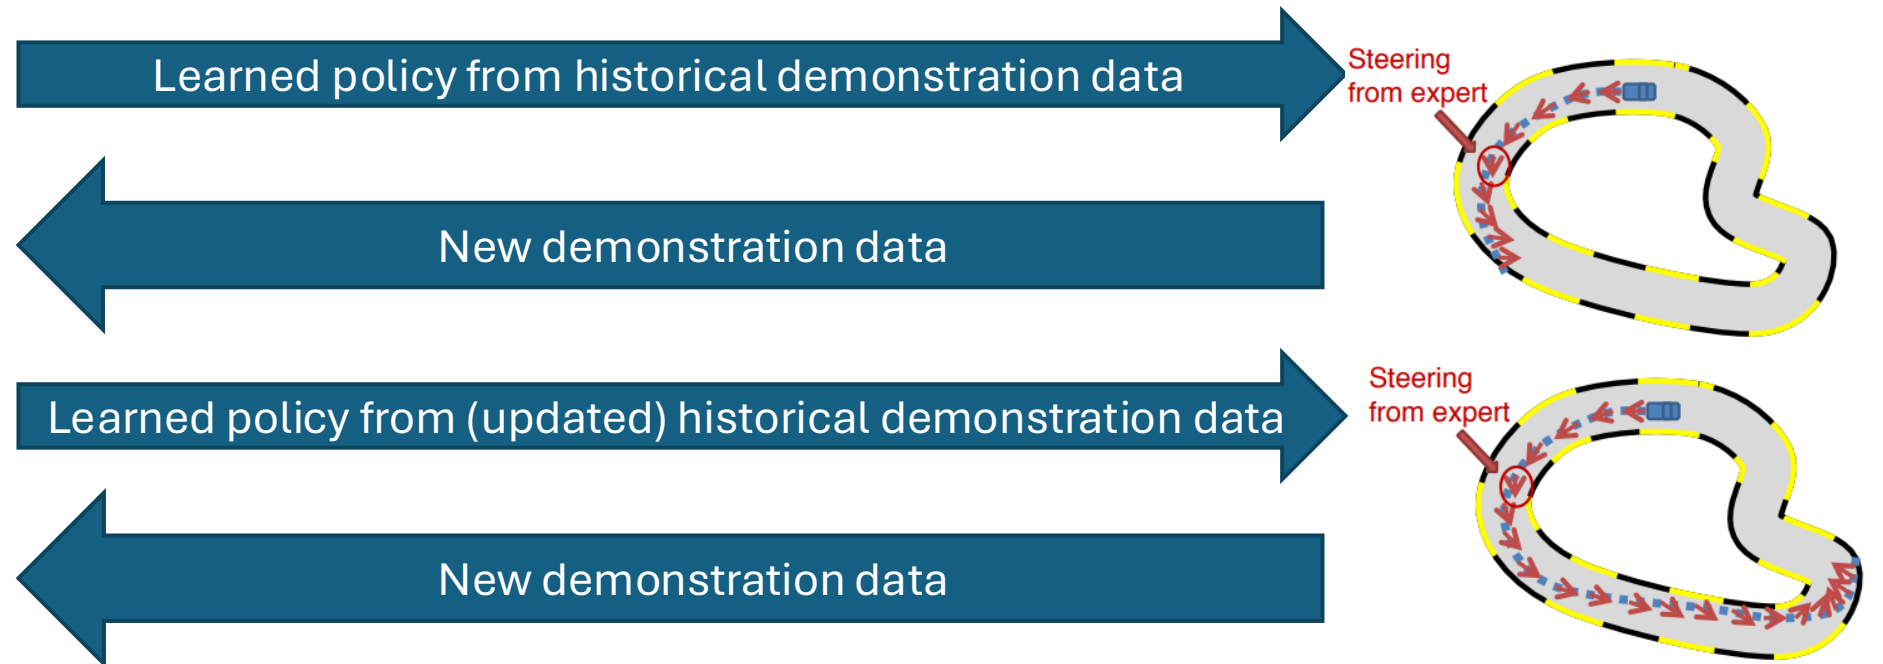 Learned policy from historical demonstration data
Steering
from expert
New demonstration data
Learned policy from (updated) historical demonstration data
Steering
from expert
New demonstration data